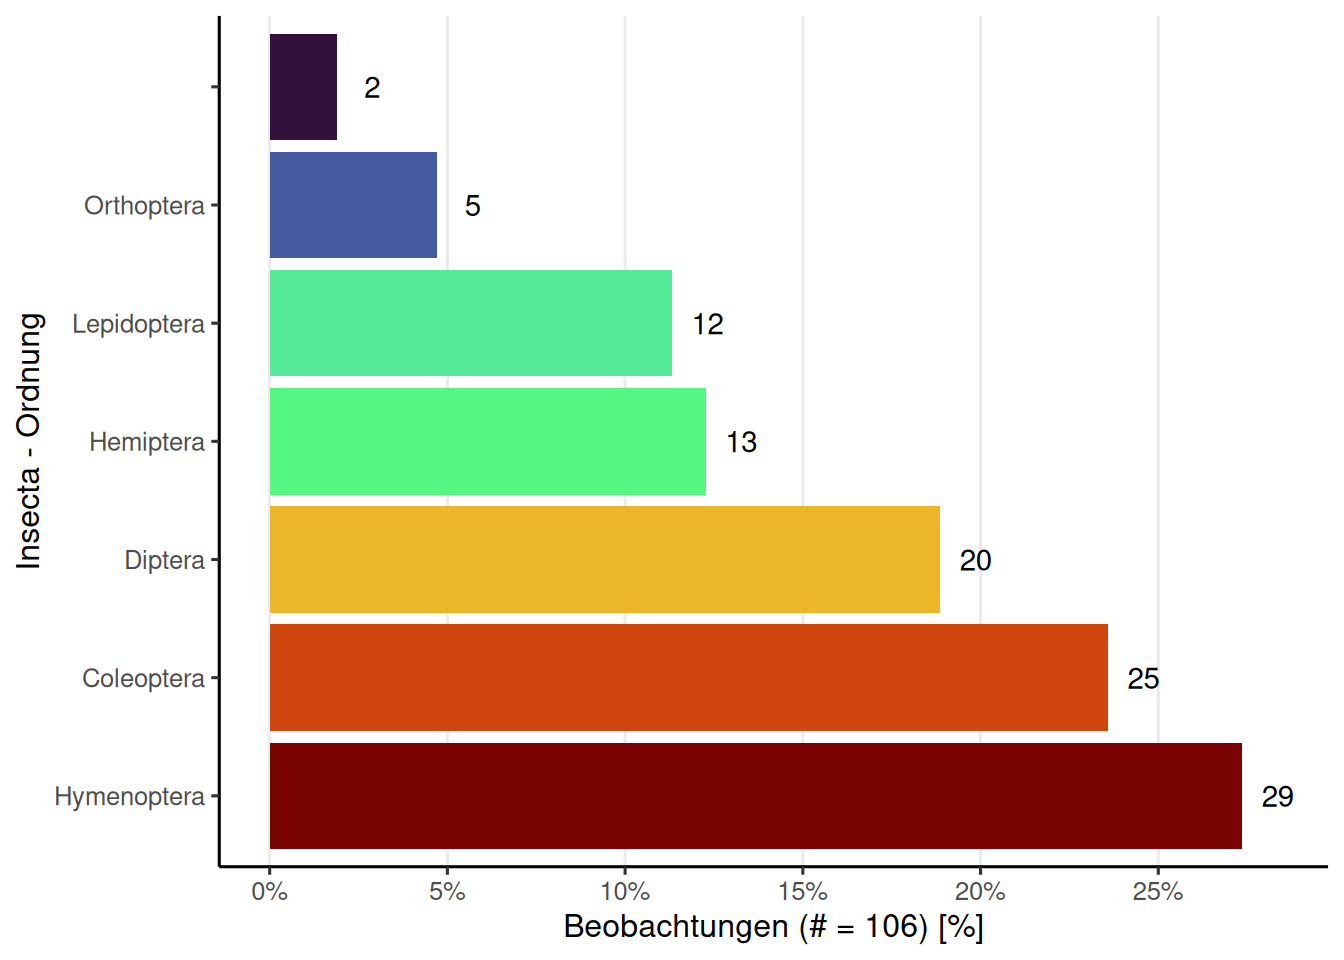 2
Orthoptera
5
Lepidoptera
12
Hemiptera
13
Diptera
20
Coleoptera
25
Hymenoptera
29
Insecta - Ordnung
0% 5% 10% 15% 20% 25%
Beobachtungen (# = 106) [%]